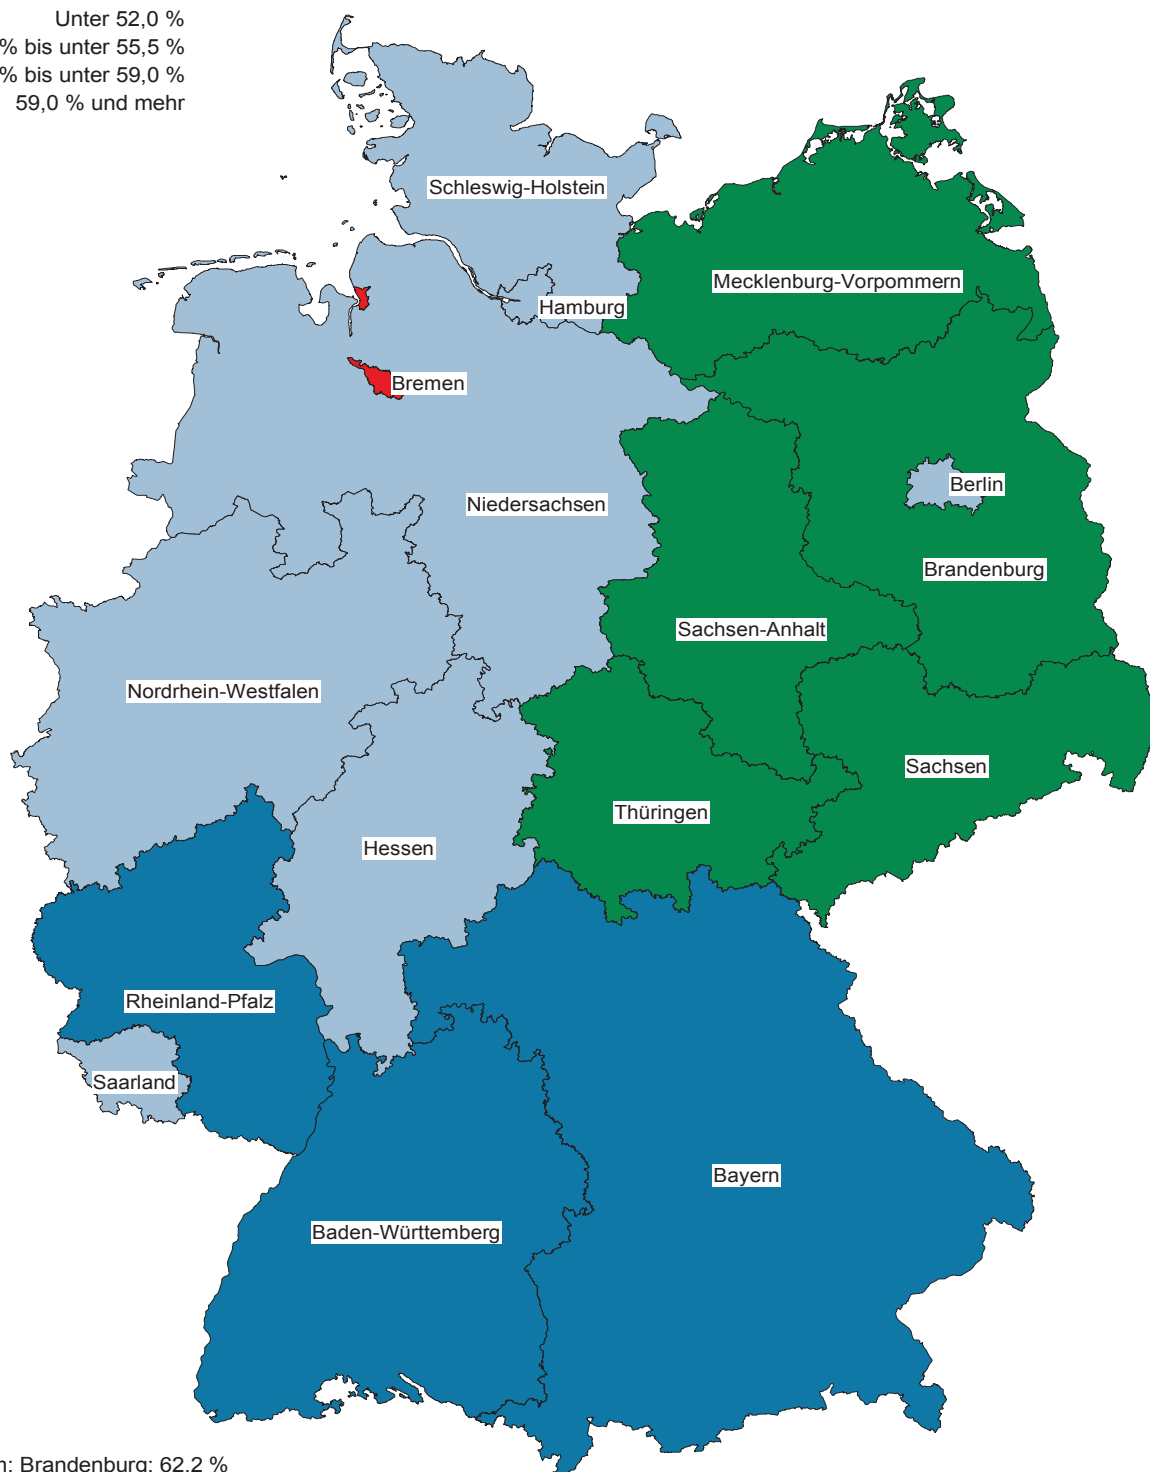 Unter 52,0 %
% bis unter 55,5 %
% bis unter 59,0 %
59,0 % und mehr
Schleswig-Holstein
Mecklenburg-Vorpommern
Hamburg
Bremen
Berlin
Niedersachsen
Brandenburg
Sachsen-Anhalt
Nordrhein-Westfalen
Sachsen
Thüringen
Hessen
Rheinland-Pfalz
Saarland
Bayern
Baden-Württemberg
Brandenburg: 62,2 %